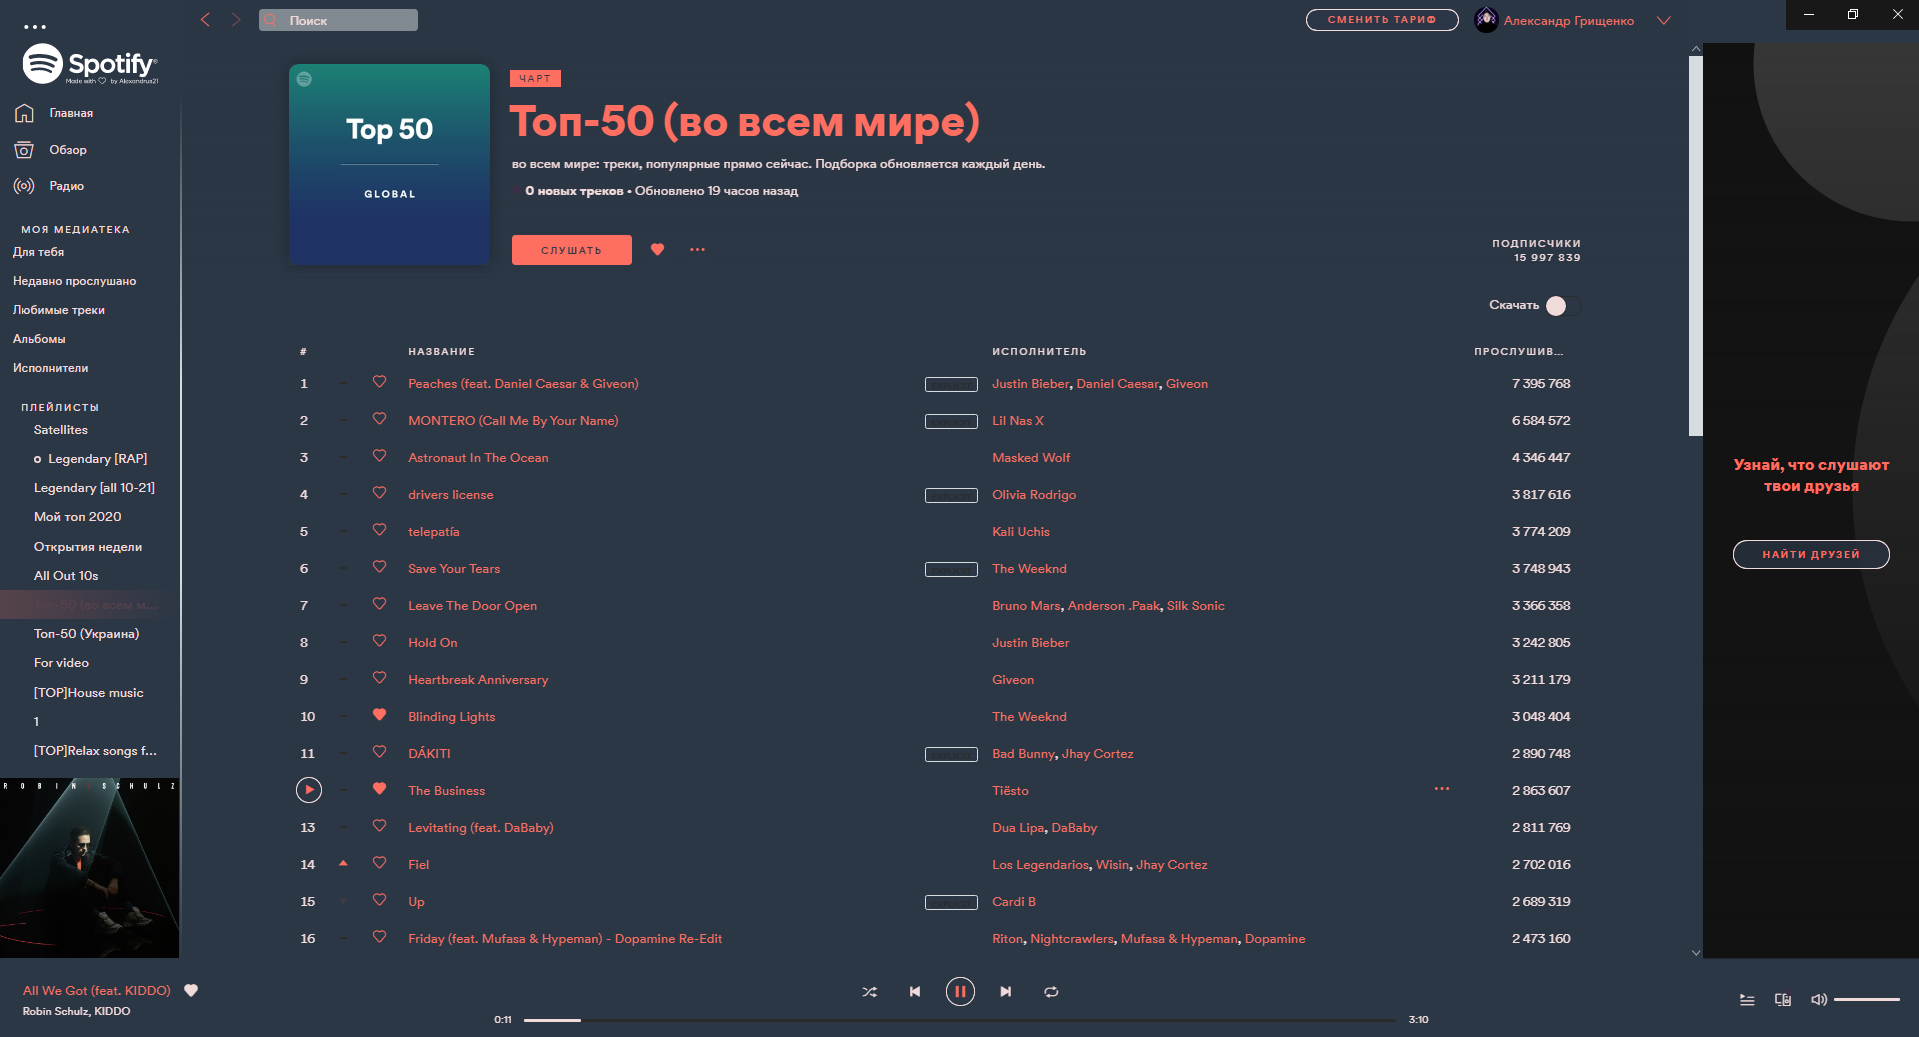 Поиск
СМЕНИТЬ ТАРИФ
Александр Грищенко
Spotify®
Made with ♡ by Alexandrus21
Главная
Обзор
Радио
МОЯ МЕДИАТЕКА
Для тебя
Недавно прослушано
Любимые треки
Альбомы
Исполнители
ПЛЕЙЛИСТЫ
Satellites
Legendary [RAP]
Legendary [all 10-21]
Мой топ 2020
Открытия недели
All Out 10s
Топ-50 (во всем м...
Топ-50 (Украина)
For video
[TOP]House music
1
[TOP]Relax songs f...
ROBIN SCHULZ
Top 50
GLOBAL
ЧАРТ
Топ-50 (во всем мире)
во всем мире: треки, популярные прямо сейчас. Подборка обновляется каждый день.
0 новых треков • Обновлено 19 часов назад
СЛУШАТЬ
ПОДПИСЧИКИ
15 997 839
Скачать
# НАЗВАНИЕ ИСПОЛНИТЕЛЬ ПРОСЛУШИВ...
1 Peaches (feat. Daniel Caesar & Giveon) Justin Bieber, Daniel Caesar, Giveon 7 395 768
2 MONTERO (Call Me By Your Name) Lil Nas X 6 584 572
3 Astronaut In The Ocean Masked Wolf 4 346 447
4 drivers license Olivia Rodrigo 3 817 616
5 telepatía Kali Uchis 3 774 209
6 Save Your Tears The Weeknd 3 748 943
7 Leave The Door Open Bruno Mars, Anderson .Paak, Silk Sonic 3 366 358
8 Hold On Justin Bieber 3 242 805
9 Heartbreak Anniversary Giveon 3 211 179
10 Blinding Lights The Weeknd 3 048 404
11 DÁKITI Bad Bunny, Jhay Cortez 2 890 748
The Business Tiësto 2 863 607
13 Levitating (feat. DaBaby) Dua Lipa, DaBaby 2 811 769
14 Fiel Los Legendarios, Wisin, Jhay Cortez 2 702 016
15 Up Cardi B 2 689 319
16 Friday (feat. Mufasa & Hypeman) - Dopamine Re-Edit Riton, Nightcrawlers, Mufasa & Hypeman, Dopamine 2 473 160
Узнай, что слушают
твои друзья
НАЙТИ ДРУЗЕЙ
All We Got (feat. KIDDO)
Robin Schulz, KIDDO
0:11
3:10